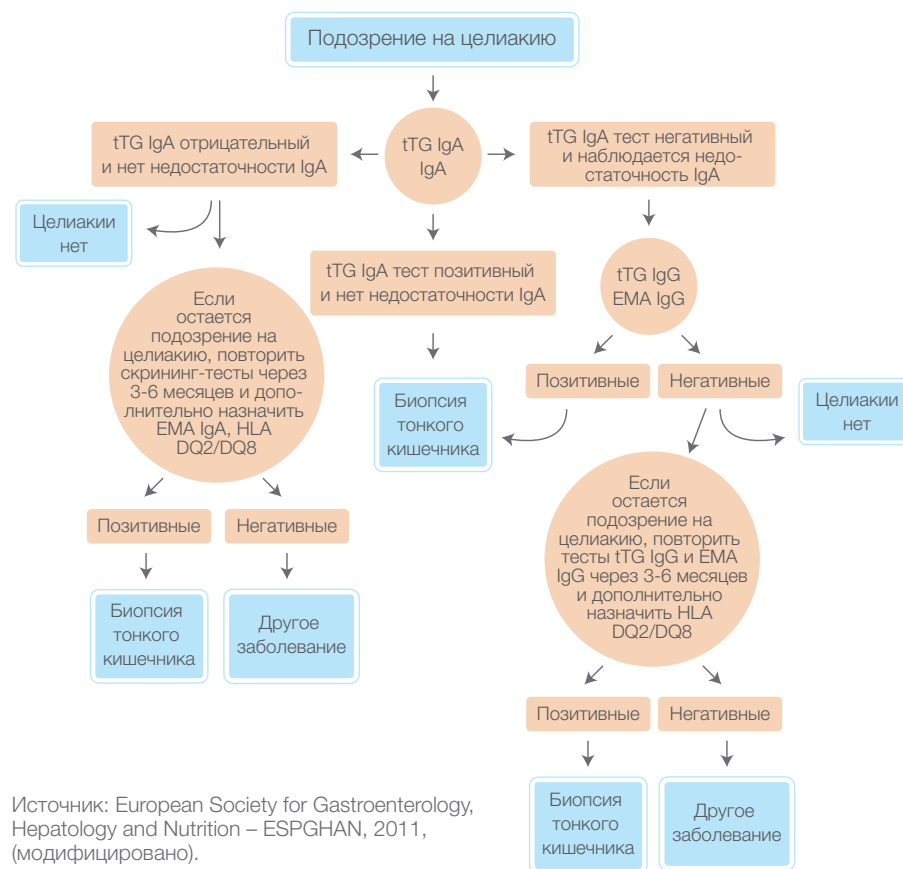 Подозрение на целиакию
tTG IgA отрицательный
и нет недостаточности IgA
tTG IgA
IgA
tTG IgA тест негативный
и наблюдается недо-
статочность IgA
Целиакии
нет
tTG IgA тест позитивный
и нет недостаточности IgA
tTG IgG
EMA IgG
Если
остается
подозрение на
целиакию, повторить
скрининг-тесты через
3-6 месяцев и допо-
лнительно назначить
EMA IgA, HLA
DQ2/DQ8
Биопсия
тонкого
кишечника
Позитивные
Негативные
Целиакии
нет
Если
остается
подозрение на
целиакию, повторить
тесты tTG IgG и EMA
IgG через 3-6 месяцев
и дополнительно
назначить HLA
DQ2/DQ8
Позитивные
Негативные
Биопсия
тонкого
кишечника
Другое
заболевание
Позитивные
Негативные
Биопсия
тонкого
кишечника
Другое
заболевание
Источник: European Society for Gastroenterology,
Hepatology and Nutrition – ESPGHAN, 2011,
(модифицировано).